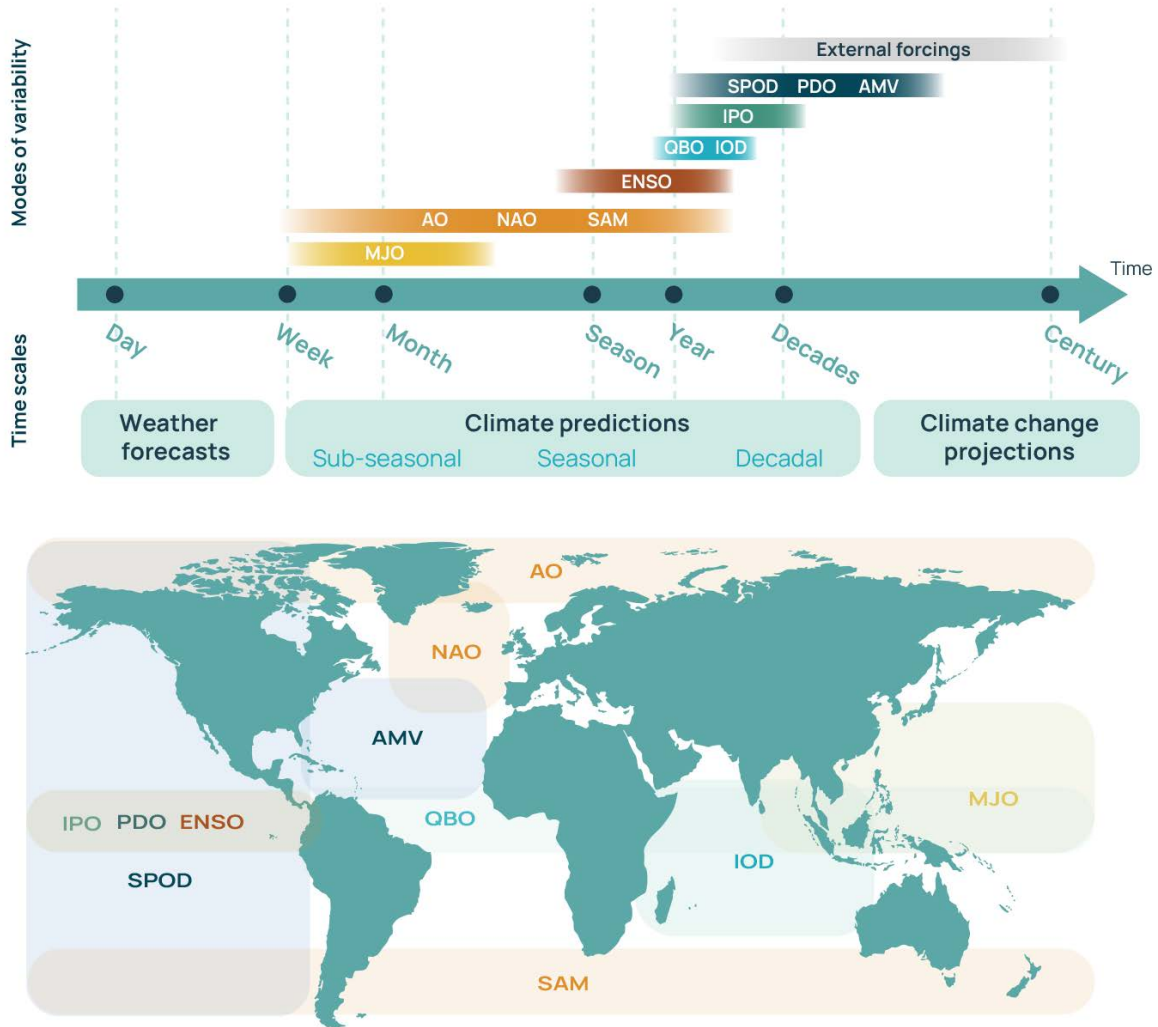 Modes of variability
External forcings
SPOD PDO AMV
IPO
QBO IOD
ENSO
AO NAO SAM
MJO
Time
Time scales
Day
Week
Month
Season
Year
Decades
Century
Weather
forecasts
Climate predictions
Sub-seasonal
Seasonal
Decadal
Climate change
projections
AO
NAO
AMV
QBO
IPO PDO ENSO
MJO
IOD
SPOD
SAM